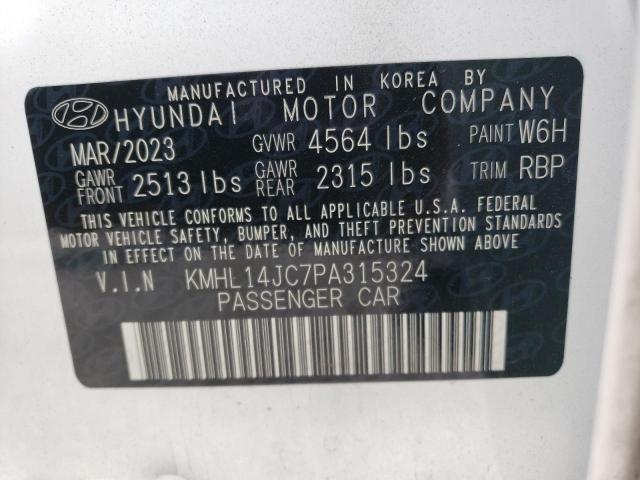 MANUFACTURED IN KOREA BY
HYUNDAI MOTOR COMPANY
MAR/2023 GVWR 4564 lbs PAINT W6H
GAWR FRONT 2513 lbs GAWR REAR 2315 lbs TRIM RBP
THIS VEHICLE CONFORMS TO ALL APPLICABLE U.S.A. FEDERAL
MOTOR VEHICLE SAFETY, BUMPER, AND THEFT PREVENTION STANDARDS
IN EFFECT ON THE DATE OF MANUFACTURE SHOWN ABOVE.
V.I.N KMHL14JC7PA315324
PASSENGER CAR